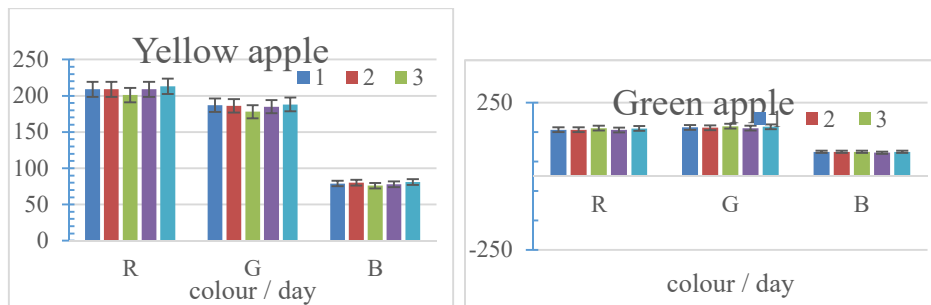 Yellow apple
250
200
150
100
50
0
1 2 3
R G B
colour / day
Green apple
250
-250
1 2 3
R G B
colour / day